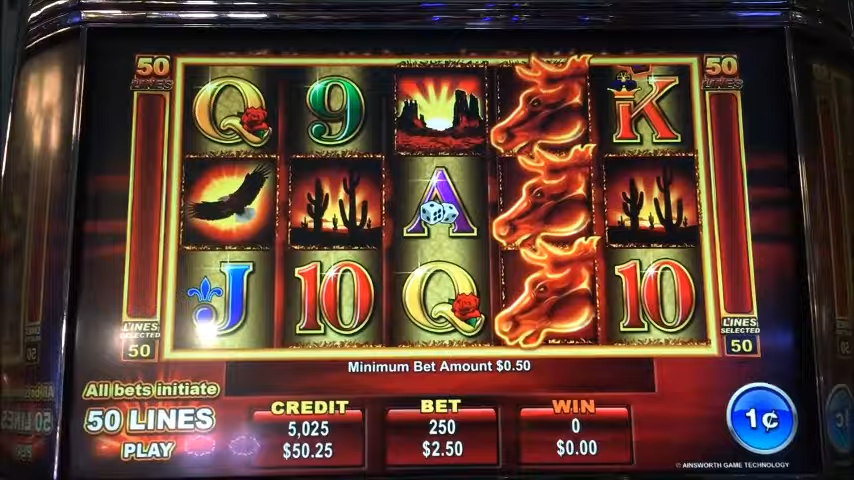 50 50
LINES LINES
Q 9 K
A
J 10 Q 10
LINES SELECTED 50
LINES SELECTED 50
Minimum Bet Amount $0.50
All bets initiate
50 LINES
PLAY
CREDIT
5,025
$50.25
BET
250
$2.50
WIN
0
$0.00
1¢
© AINSWORTH GAME TECHNOLOGY